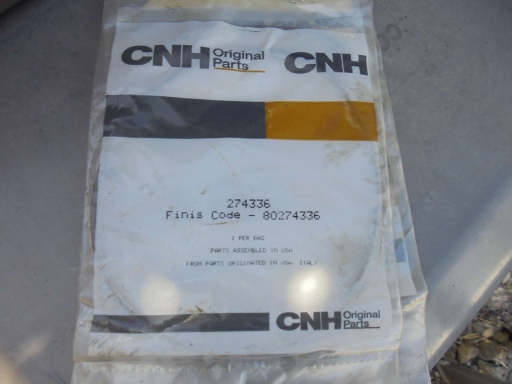 CNH Original Parts CNH
274336
Finis Code - 80274336
1 PER BAG
PARTS ASSEMBLED IN USA
FROM PARTS ORIGINATED IN USA, ITALY
CNH Original Parts